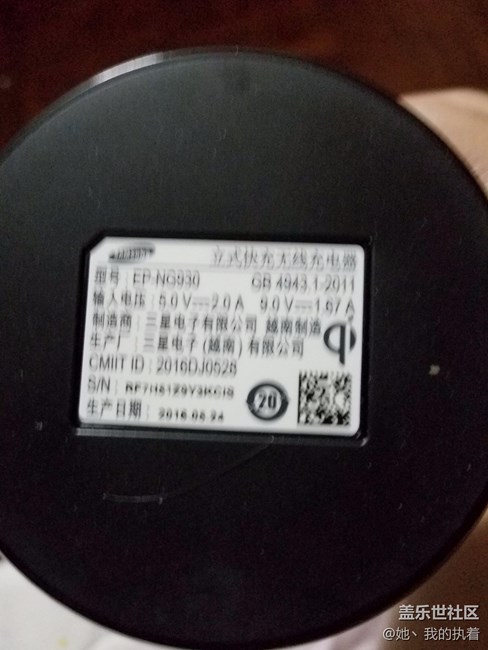 SAMSUNG 立式快充无线充电器
型号: EP-NG930 GB 4943.1-2011
输入电压: 5.0V⎓2.0A 9.0V⎓1.67A
制造商: 三星电子有限公司 越南制造
生产厂: 三星电子(越南)有限公司
CMIIT ID: 2016DJ0528
S/N:
生产日期: 2016.08.24
20
盖乐世社区
@她、我的执着